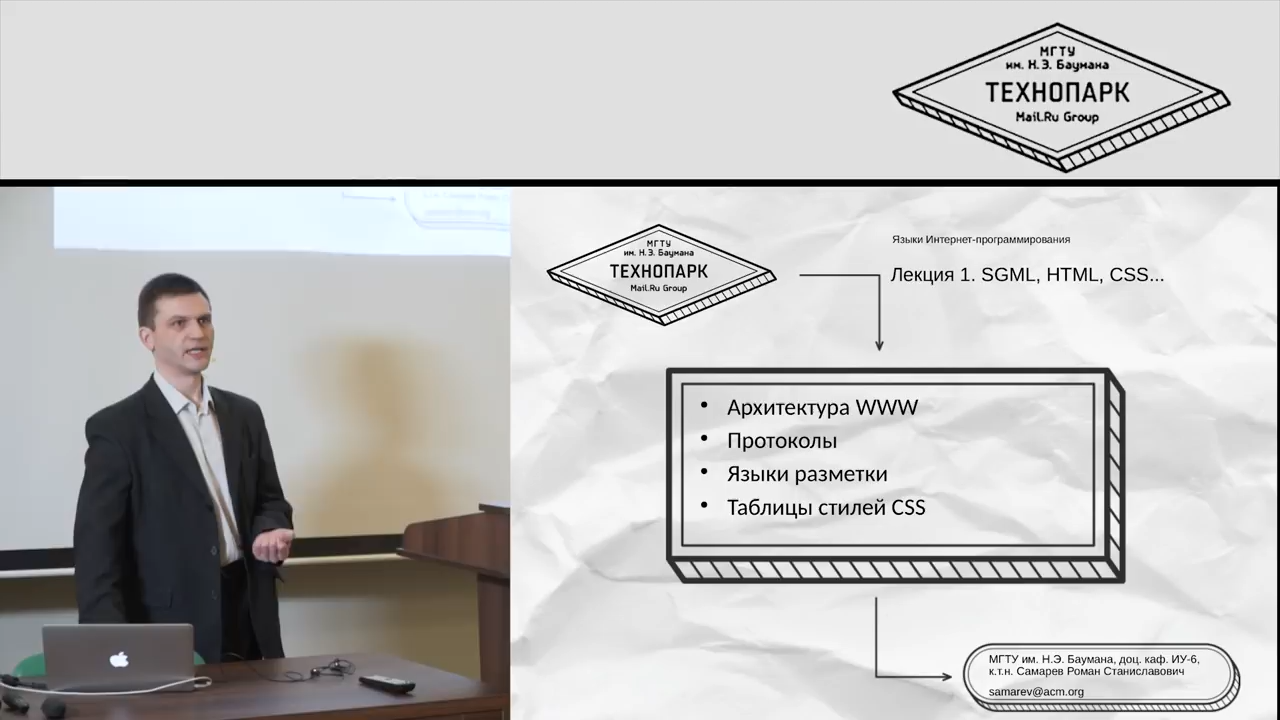 МГТУ
им. Н.Э. Баумана
ТЕХНОПАРК
Mail.Ru Group
МГТУ
им. Н.Э. Баумана
ТЕХНОПАРК
Mail.Ru Group
Языки Интернет-программирования
Лекция 1. SGML, HTML, CSS...
• Архитектура WWW
• Протоколы
• Языки разметки
• Таблицы стилей CSS
МГТУ им. Н.Э. Баумана, доц. каф. ИУ-6,
к.т.н. Самарев Роман Станиславович
samarev@acm.org